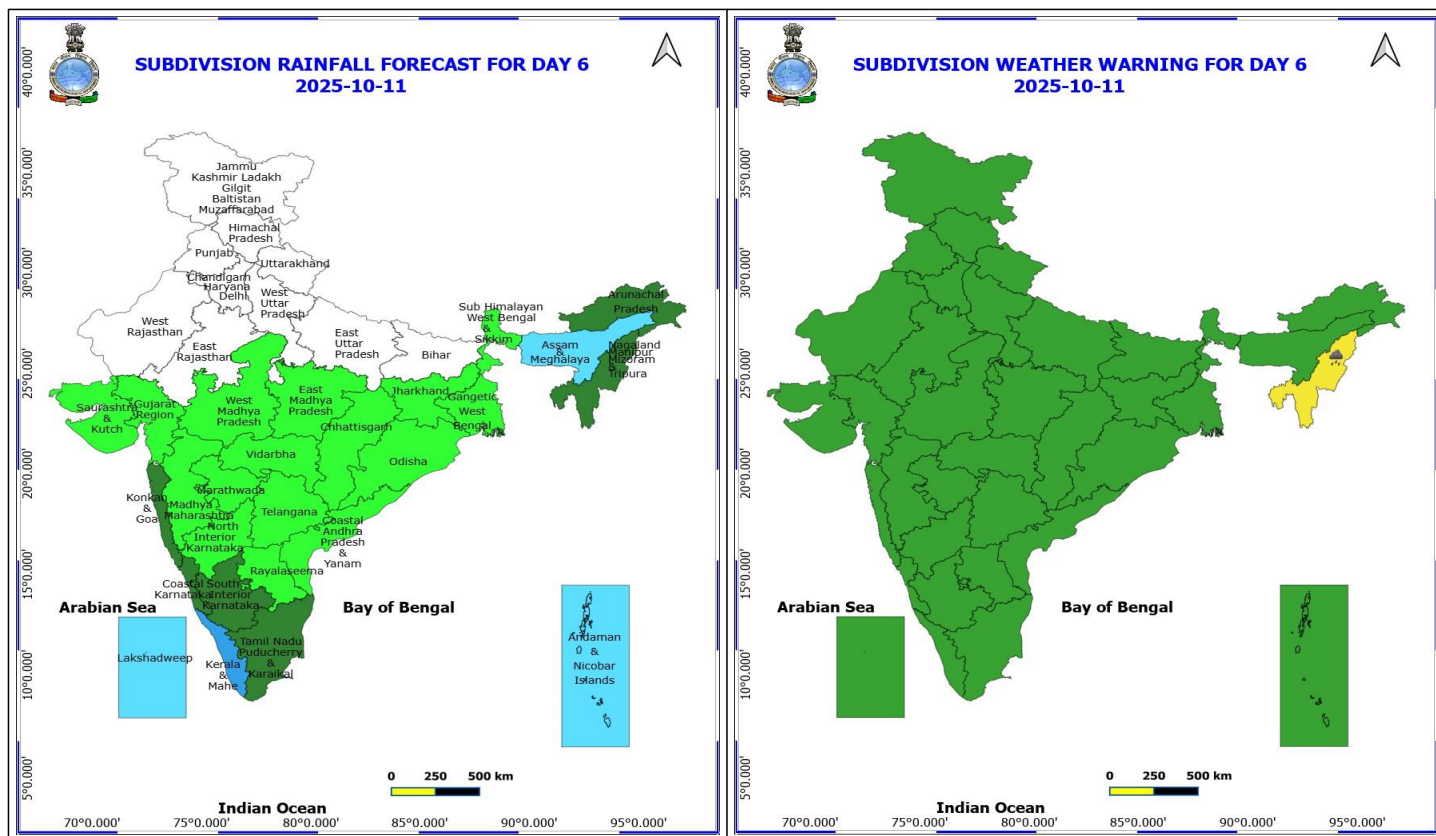 SUBDIVISION RAINFALL FORECAST FOR DAY 6
2025-10-11
40°0.000'
35°0.000'
30°0.000'
25°0.000'
20°0.000'
15°0.000'
10°0.000'
5°0.000'
Jammu
Kashmir Ladakh
Gilgit
Baltistan
Muzaffarabad
Himachal
Pradesh
Punjab
Uttarakhand
Chandigarh
Haryana
Delhi
West
Uttar
Pradesh
West
Rajasthan
East
Rajasthan
East
Uttar
Pradesh
Bihar
Sub Himalayan
West Bengal
&
Sikkim
Arunachal
Pradesh
Assam
&
Meghalaya
Nagaland
Manipur
Mizoram
&
Tripura
Saurashtra
&
Kutch
Gujarat
Region
West
Madhya
Pradesh
East
Madhya
Pradesh
Jharkhand
Gangetic
West
Bengal
Chhattisgarh
Vidarbha
Odisha
Konkan
&
Goa
Marathwada
Madhya
Maharashtra
North
Interior
Karnataka
Telangana
Coastal
Andhra
Pradesh
&
Yanam
Rayalaseema
Coastal
Karnataka
South
Interior
Karnataka
Arabian Sea
Bay of Bengal
Lakshadweep
Kerala
&
Mahe
Tamil Nadu
Puducherry
&
Karaikal
Andaman
&
Nicobar
Islands
0 250 500 km
Indian Ocean
70°0.000' 75°0.000' 80°0.000' 85°0.000' 90°0.000' 95°0.000'
SUBDIVISION WEATHER WARNING FOR DAY 6
2025-10-11
40°0.000'
35°0.000'
30°0.000'
25°0.000'
20°0.000'
15°0.000'
10°0.000'
5°0.000'
Arabian Sea
Bay of Bengal
0 250 500 km
Indian Ocean
70°0.000' 75°0.000' 80°0.000' 85°0.000' 90°0.000' 95°0.000'